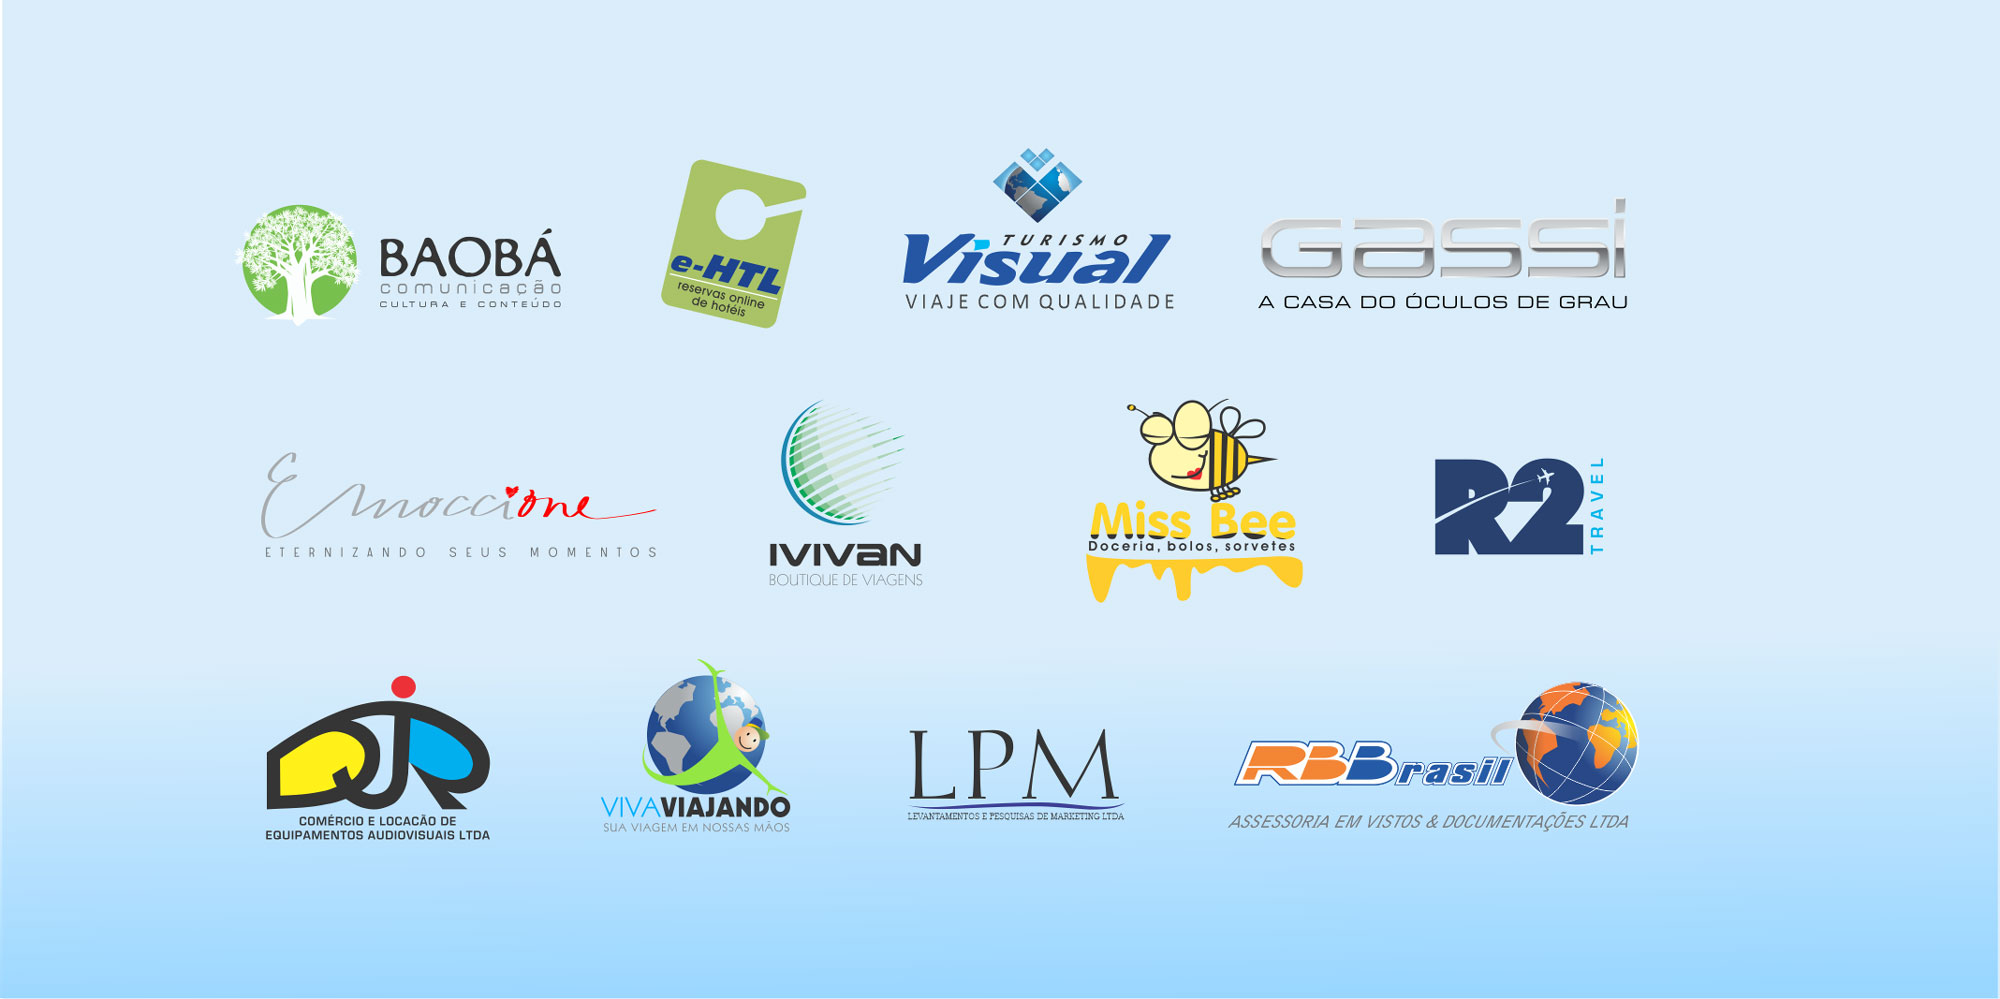 BAOBÁ
comunicação
CULTURA E CONTEÚDO
e-HTL
reservas online
de hotéis
TURISMO
Visual
VIAJE COM QUALIDADE
GASSi
A CASA DO ÓCULOS DE GRAU
Emoccione
ETERNIZANDO SEUS MOMENTOS
IVIVAN
BOUTIQUE DE VIAGENS
Miss Bee
Doceria, bolos, sorvetes
R2
TRAVEL
DJR
COMÉRCIO E LOCACÃO DE
EQUIPAMENTOS AUDIOVISUAIS LTDA
VIVAVIAJANDO
SUA VIAGEM EM NOSSAS MÃOS
LPM
LEVANTAMENTOS E PESQUISAS DE MARKETING LTDA
RBBrasil
ASSESSORIA EM VISTOS & DOCUMENTAÇÕES LTDA